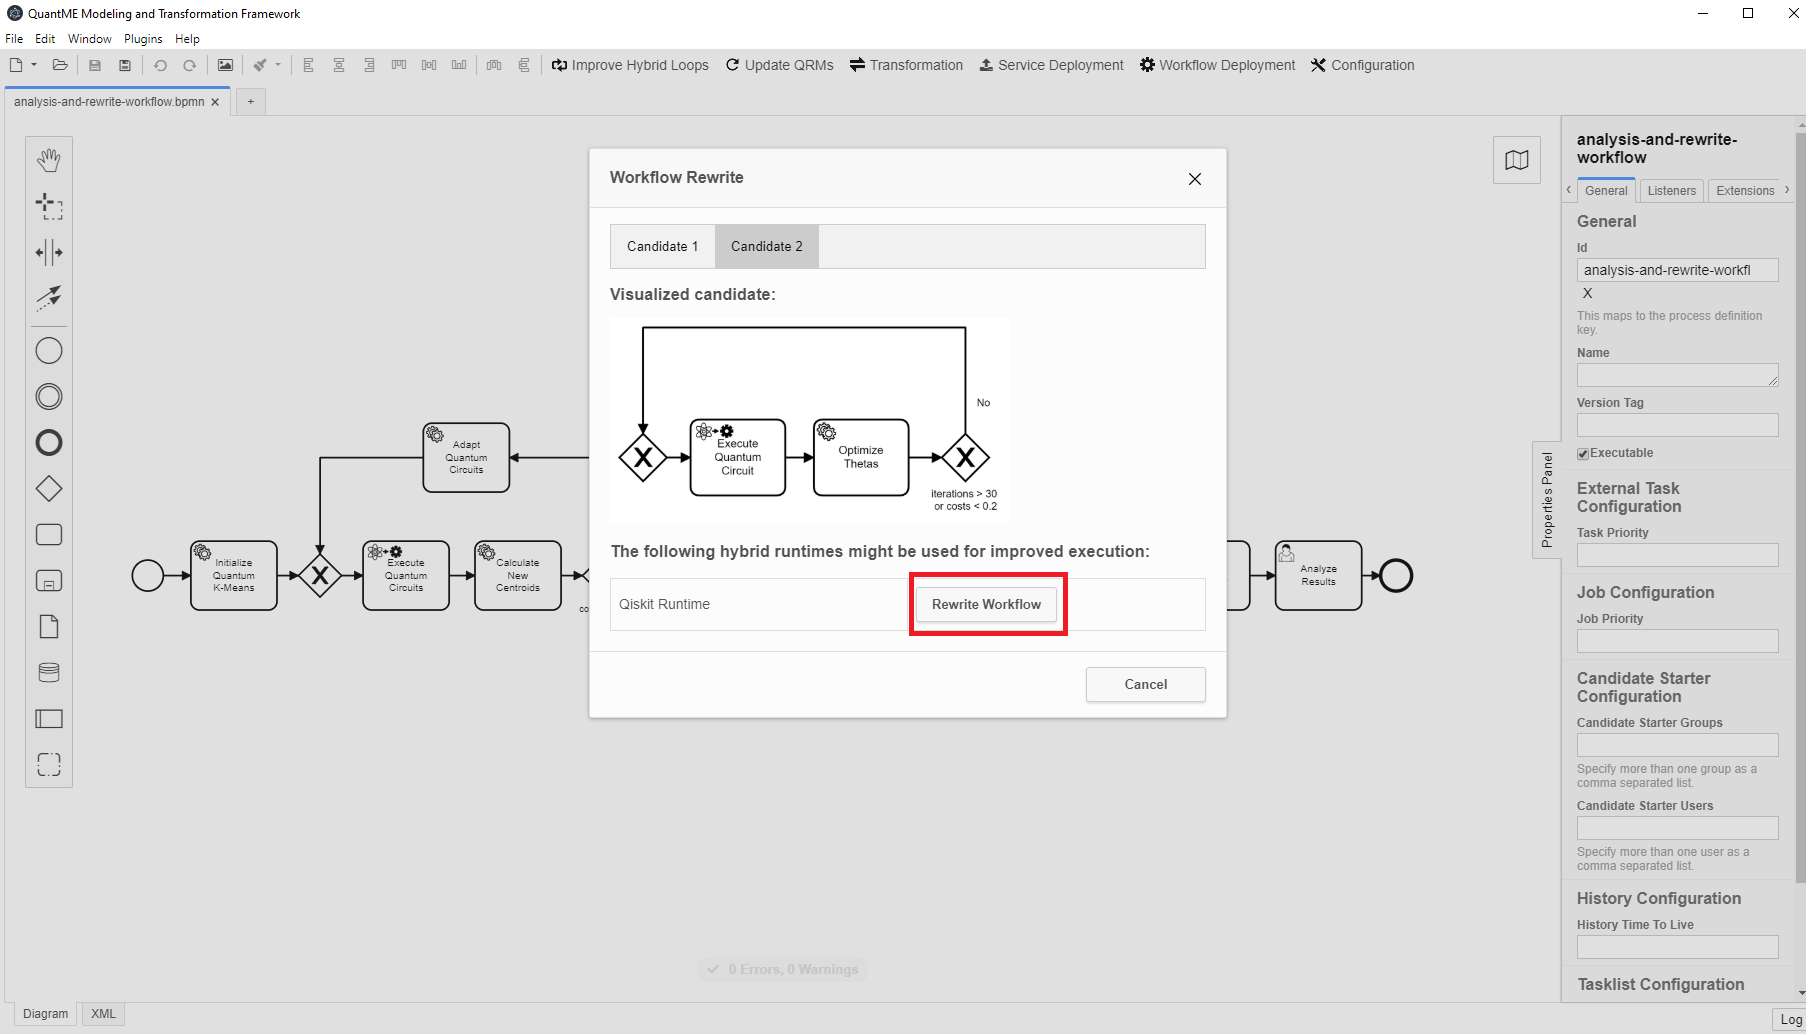 QuantME Modeling and Transformation Framework
File Edit Window Plugins Help
Improve Hybrid Loops Update QRMs Transformation Service Deployment Workflow Deployment Configuration
analysis-and-rewrite-workflow.bpmn
+
Workflow Rewrite
Candidate 1 Candidate 2
Visualized candidate:
No
Execute
Quantum
Circuit
Optimize
Thetas
iterations > 30
or costs < 0.2
The following hybrid runtimes might be used for improved execution:
Qiskit Runtime
Rewrite Workflow
Cancel
Adapt
Quantum
Circuits
Initialize
Quantum
K-Means
Execute
Quantum
Circuits
Calculate
New
Centroids
co
Analyze
Results
0 Errors, 0 Warnings
Properties Panel
analysis-and-rewrite-
workflow
General Listeners Extensions
General
Id
analysis-and-rewrite-workfl
X
This maps to the process definition
key.
Name
Version Tag
Executable
External Task
Configuration
Task Priority
Job Configuration
Job Priority
Candidate Starter
Configuration
Candidate Starter Groups
Specify more than one group as a
comma separated list.
Candidate Starter Users
Specify more than one user as a
comma separated list.
History Configuration
History Time To Live
Tasklist Configuration
Diagram XML
Log